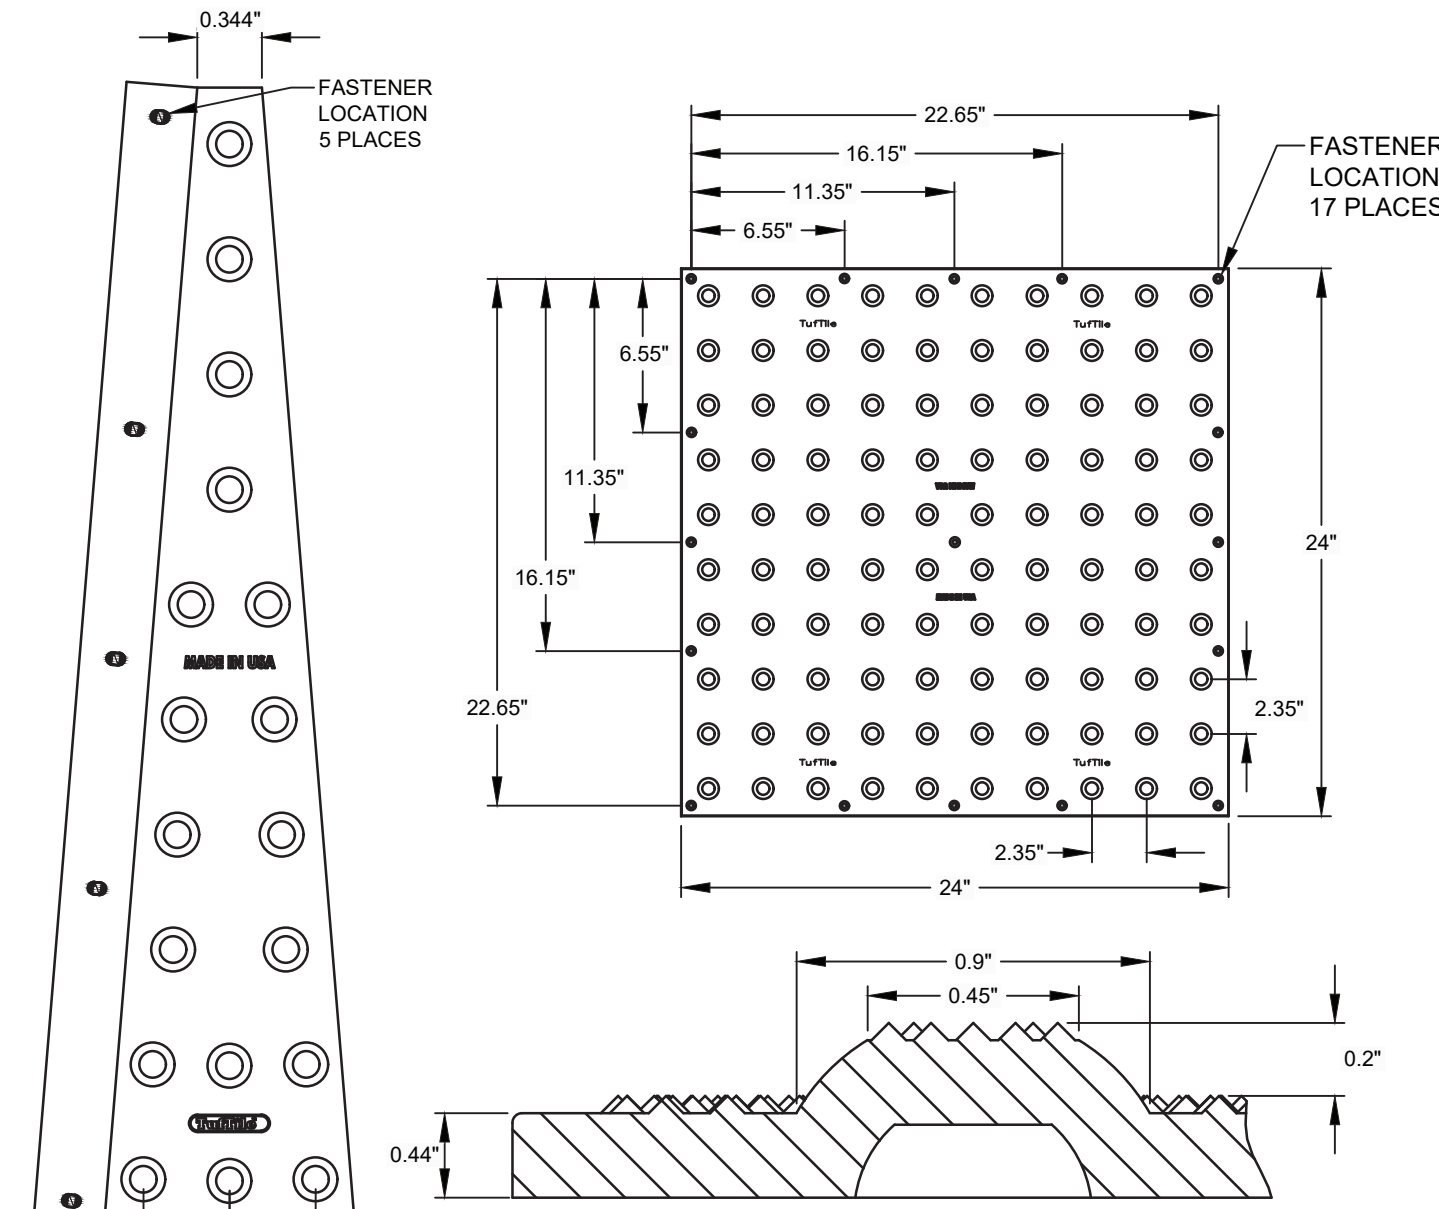 0.344"
FASTENER
LOCATION
5 PLACES
MADE IN USA
TufTile
22.65"
16.15"
11.35"
6.55"
FASTENER
LOCATION
17 PLACES
TufTile
TufTile
6.55"
11.35"
16.15"
22.65"
24"
2.35"
TufTile
TufTile
2.35"
24"
0.9"
0.45"
0.2"
0.44"